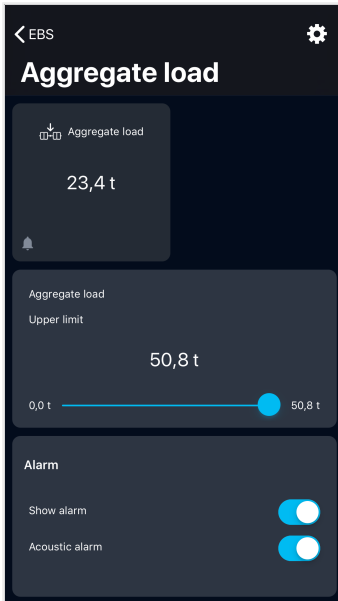 EBS
Aggregate load
Aggregate load
23,4 t
Aggregate load
Upper limit
50,8 t
0,0 t 50,8 t
Alarm
Show alarm
Acoustic alarm